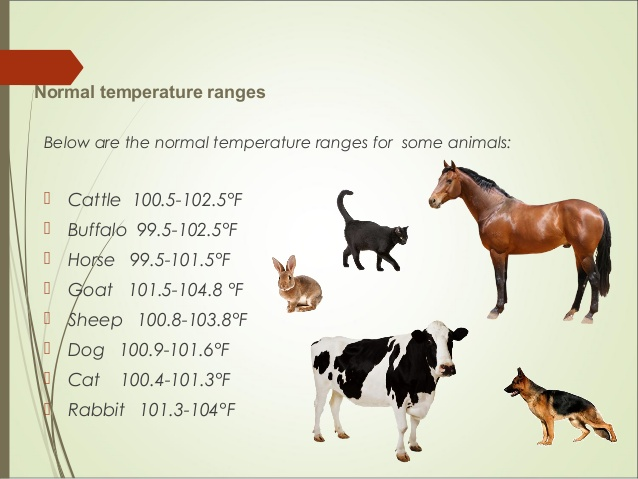 Normal temperature ranges
Below are the normal temperature ranges for some animals:
Cattle 100.5-102.5°F
Buffalo 99.5-102.5°F
Horse 99.5-101.5°F
Goat 101.5-104.8 °F
Sheep 100.8-103.8°F
Dog 100.9-101.6°F
Cat 100.4-101.3°F
Rabbit 101.3-104°F